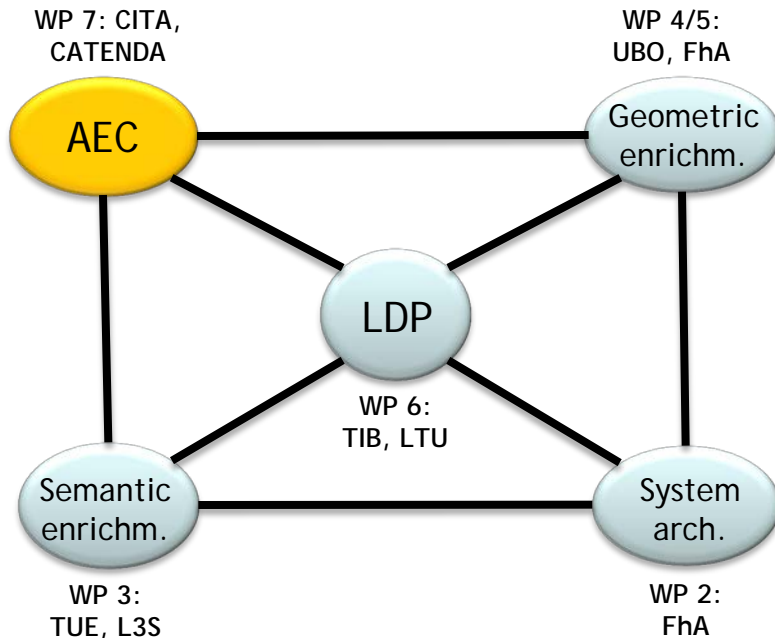 WP 7: CITA,
CATENDA
WP 4/5:
UBO, FhA
AEC
Geometric
enrichm.
LDP
WP 6:
TIB, LTU
Semantic
enrichm.
System
arch.
WP 3:
TUE, L3S
WP 2:
FhA